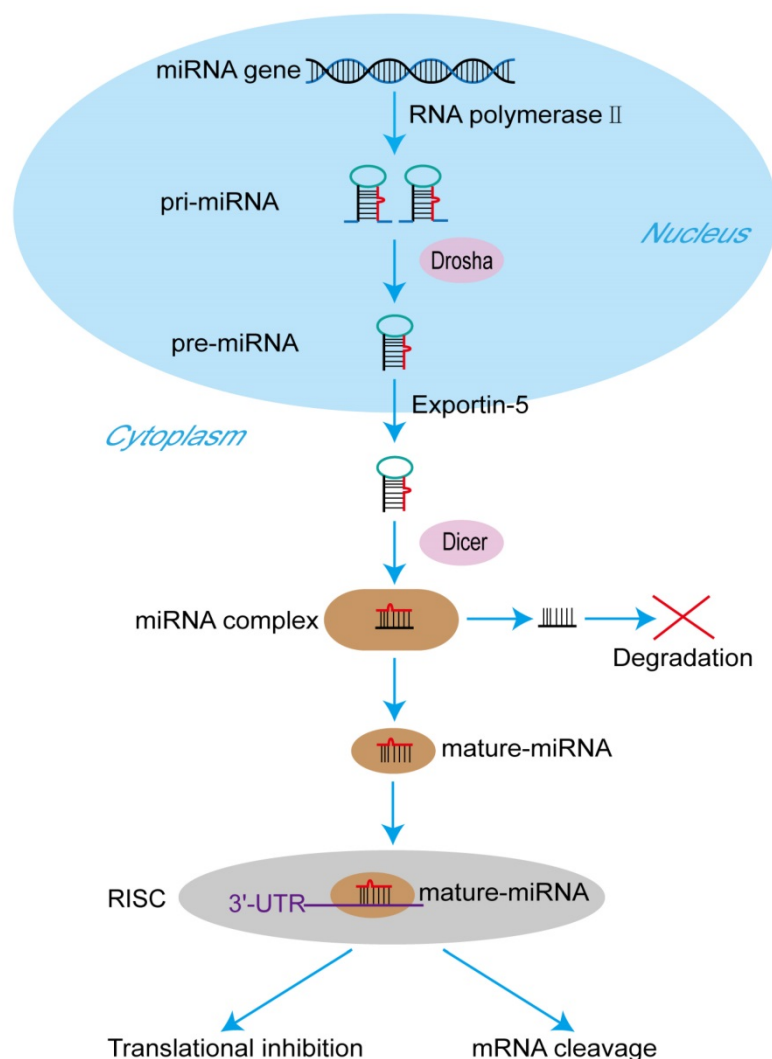 miRNA gene
RNA polymerase Ⅱ
pri-miRNA
Nucleus
Drosha
pre-miRNA
Exportin-5
Cytoplasm
Dicer
miRNA complex
Degradation
mature-miRNA
RISC
3'-UTR
mature-miRNA
Translational inhibition
mRNA cleavage